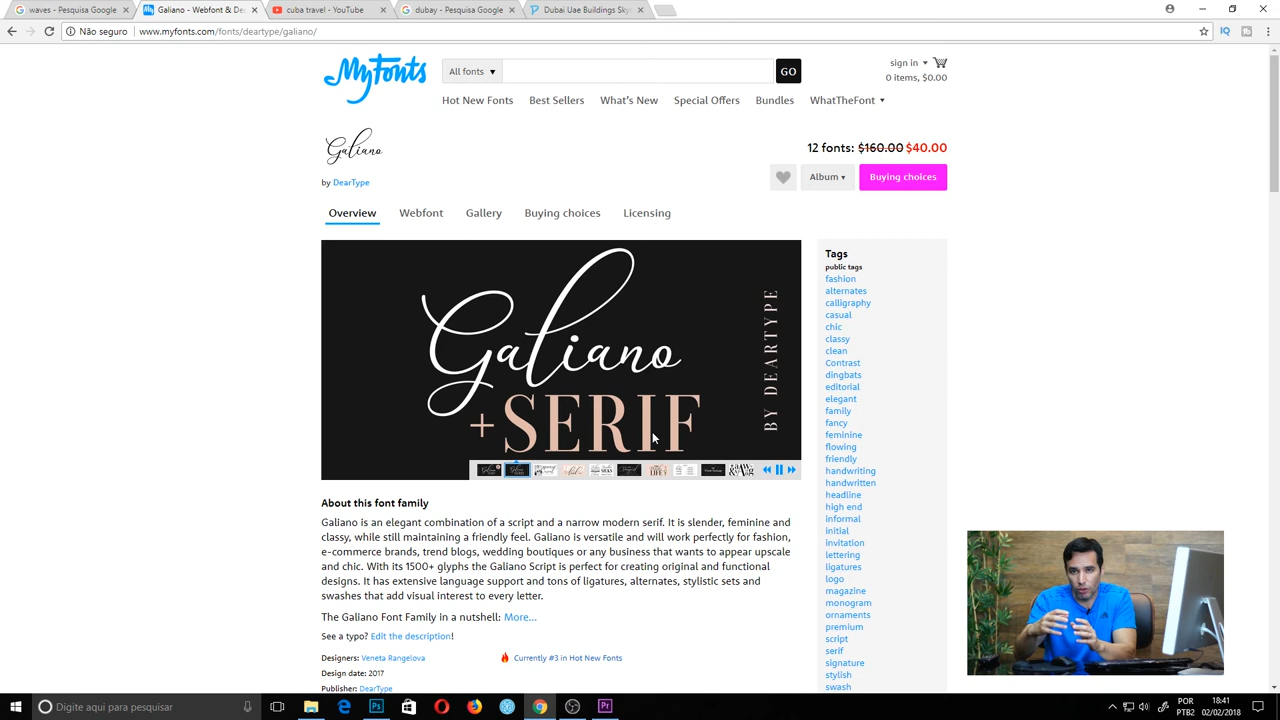 waves - Pesquisa Google
Galiano - Webfont & De
cuba travel - YouTube
dubay - Pesquisa Google
Dubai Uae Buildings Sky
Não seguro
www.myfonts.com/fonts/deartype/galiano/
MyFonts
All fonts
GO
sign in
0 items, $0.00
Hot New Fonts
Best Sellers
What's New
Special Offers
Bundles
WhatTheFont
Galiano
12 fonts: $160.00 $40.00
by DearType
Album
Buying choices
Overview
Webfont
Gallery
Buying choices
Licensing
Galiano
+SERIF
BY DEARTYPE
Tags
public tags
fashion
alternates
calligraphy
casual
chic
classy
clean
Contrast
dingbats
editorial
elegant
family
fancy
feminine
flowing
friendly
handwriting
handwritten
headline
high end
informal
initial
invitation
lettering
ligatures
logo
magazine
monogram
ornaments
premium
script
serif
signature
stylish
swash
About this font family
Galiano is an elegant combination of a script and a narrow modern serif. It is slender, feminine and
classy, while still maintaining a friendly feel. Galiano is versatile and will work perfectly for fashion,
e-commerce brands, trend blogs, wedding boutiques or any business that wants to appear upscale
and chic. With its 1500+ glyphs the Galiano Script is perfect for creating original and functional
designs. It has extensive language support and tons of ligatures, alternates, stylistic sets and
swashes that add visual interest to every letter.
The Galiano Font Family in a nutshell: More...
See a typo? Edit the description!
Designers: Veneta Rangelova
Currently #3 in Hot New Fonts
Design date: 2017
Publisher: DearType
Digite aqui para pesquisar
POR
PTB2
18:41
02/02/2018